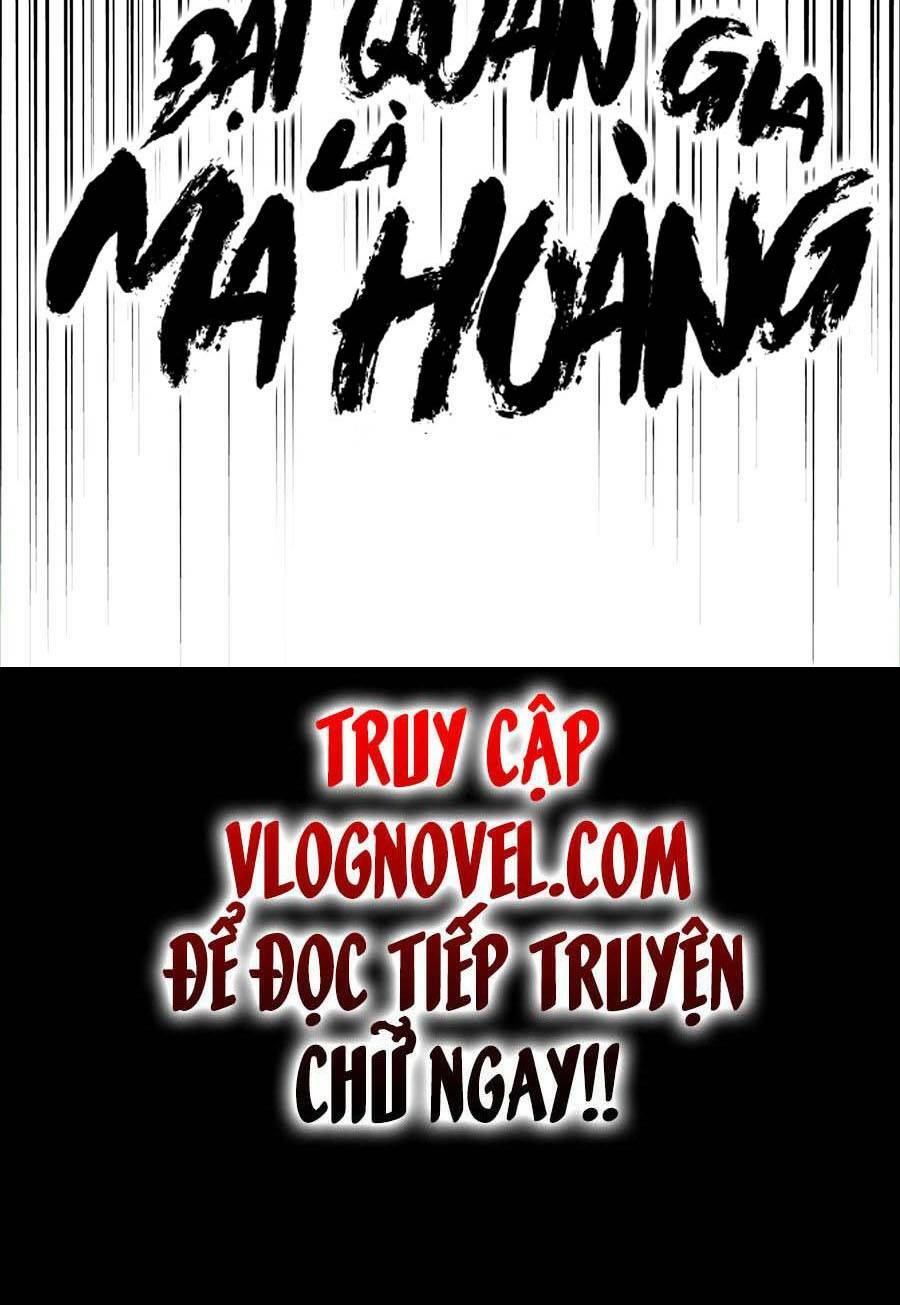 ĐẠI QUẢN GIA
LÀ
MA HOÀNG
TRUY CẬP
VLOGNOVEL.COM
ĐỂ ĐỌC TIẾP TRUYỆN
CHỮ NGAY!!